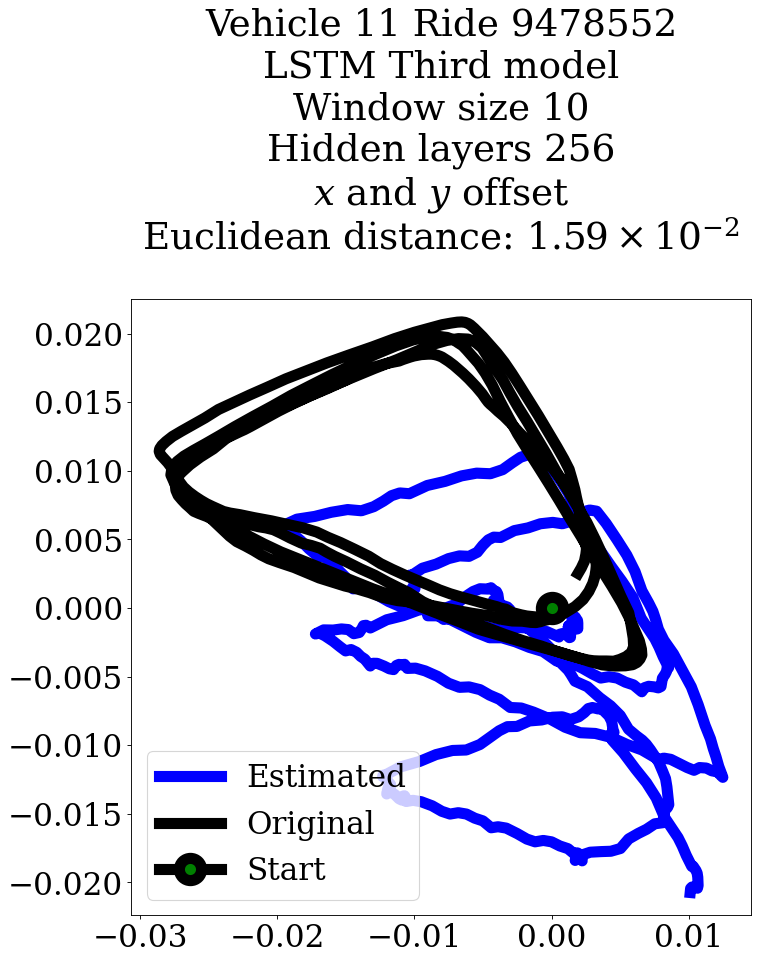 Vehicle 11 Ride 9478552
LSTM Third model
Window size 10
Hidden layers 256
x and y offset
Euclidean distance: 1.59 × 10⁻²
0.020
0.015
0.010
0.005
0.000
−0.005
−0.010
−0.015
−0.020
Estimated
Original
Start
−0.03 −0.02 −0.01 0.00 0.01